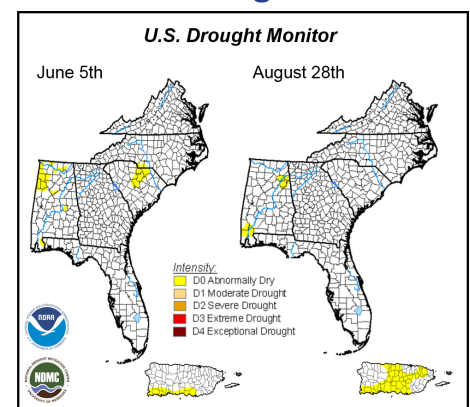 U.S. Drought Monitor
June 5th
August 28th
Intensity:
D0 Abnormally Dry
D1 Moderate Drought
D2 Severe Drought
D3 Extreme Drought
D4 Exceptional Drought
NOAA
NDMC